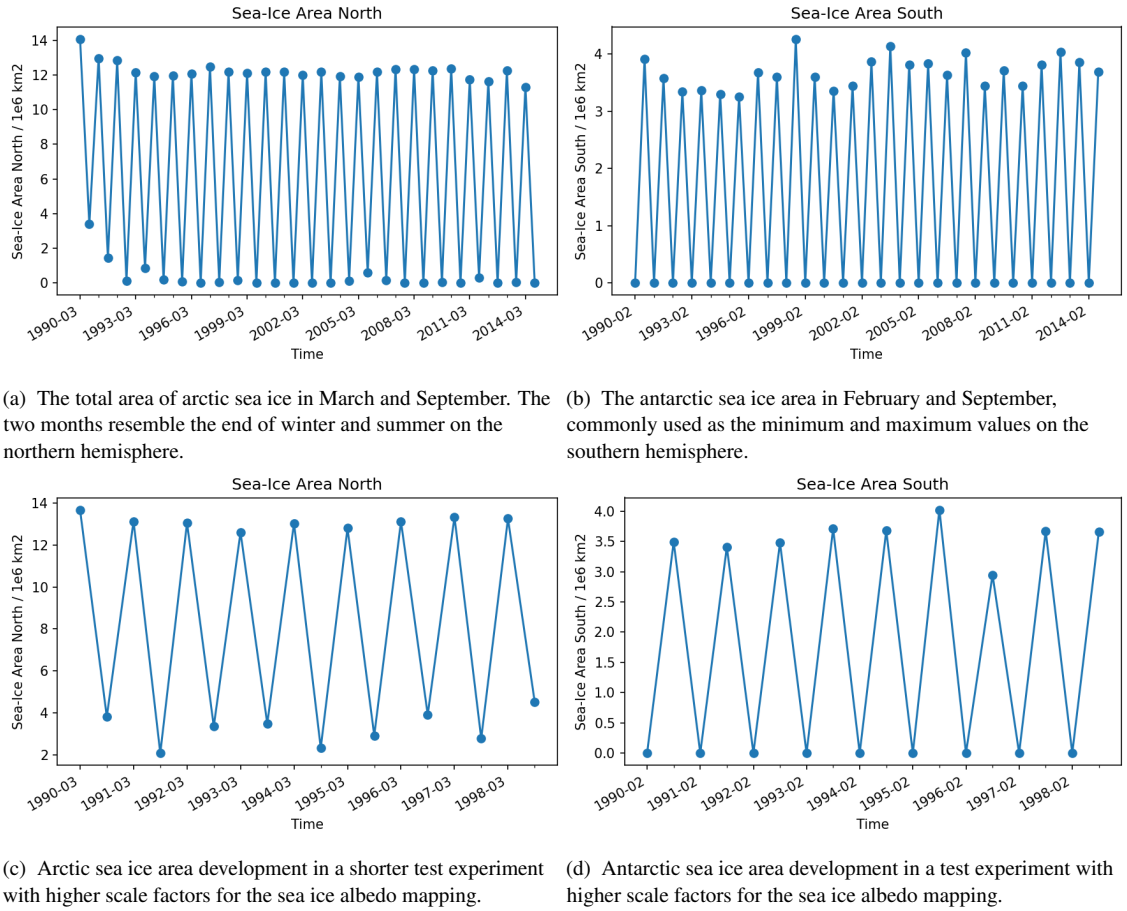 Sea-Ice Area North
Sea-Ice Area North / 1e6 km2
14
12
10
8
6
4
2
0
1990-03
1993-03
1996-03
1999-03
2002-03
2005-03
2008-03
2011-03
2014-03
Time
Sea-Ice Area South
Sea-Ice Area South / 1e6 km2
4
3
2
1
0
1990-02
1993-02
1996-02
1999-02
2002-02
2005-02
2008-02
2011-02
2014-02
Time
(a) The total area of arctic sea ice in March and September. The
two months resemble the end of winter and summer on the
northern hemisphere.
(b) The antarctic sea ice area in February and September,
commonly used as the minimum and maximum values on the
southern hemisphere.
Sea-Ice Area North
Sea-Ice Area North / 1e6 km2
14
12
10
8
6
4
2
1990-03
1991-03
1992-03
1993-03
1994-03
1995-03
1996-03
1997-03
1998-03
Time
Sea-Ice Area South
Sea-Ice Area South / 1e6 km2
4.0
3.5
3.0
2.5
2.0
1.5
1.0
0.5
0.0
1990-02
1991-02
1992-02
1993-02
1994-02
1995-02
1996-02
1997-02
1998-02
Time
(c) Arctic sea ice area development in a shorter test experiment
with higher scale factors for the sea ice albedo mapping.
(d) Antarctic sea ice area development in a test experiment with
higher scale factors for the sea ice albedo mapping.